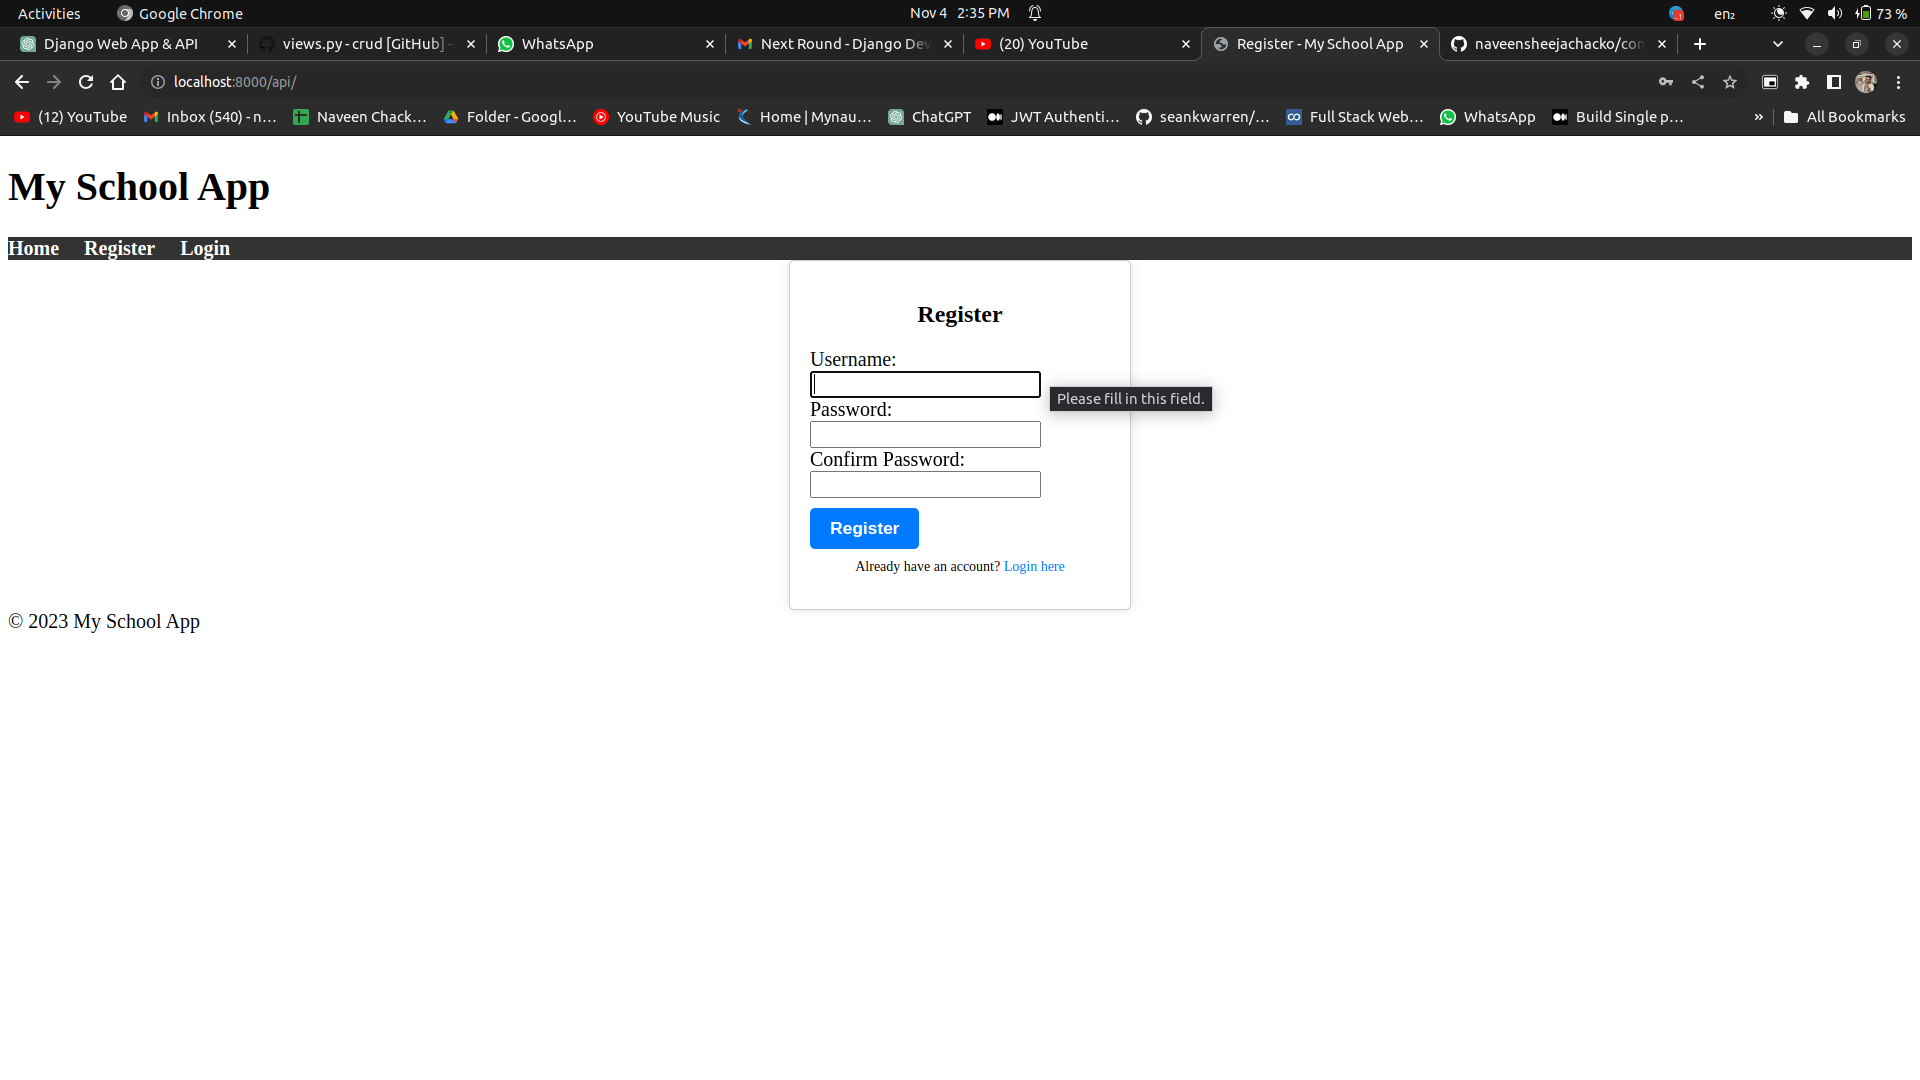 Activities Google Chrome Nov 4 2:35 PM en₂ 73 %
Django Web App & API views.py - crud [GitHub] - WhatsApp Next Round - Django Dev (20) YouTube Register - My School App naveensheejachacko/con
localhost:8000/api/
(12) YouTube Inbox (540) - n... Naveen Chack... Folder - Googl... YouTube Music Home | Mynau... ChatGPT JWT Authenti... seankwarren/... Full Stack Web... WhatsApp Build Single p... » All Bookmarks
My School App
Home Register Login
Register
Username:
Please fill in this field.
Password:
Confirm Password:
Register
Already have an account? Login here
© 2023 My School App